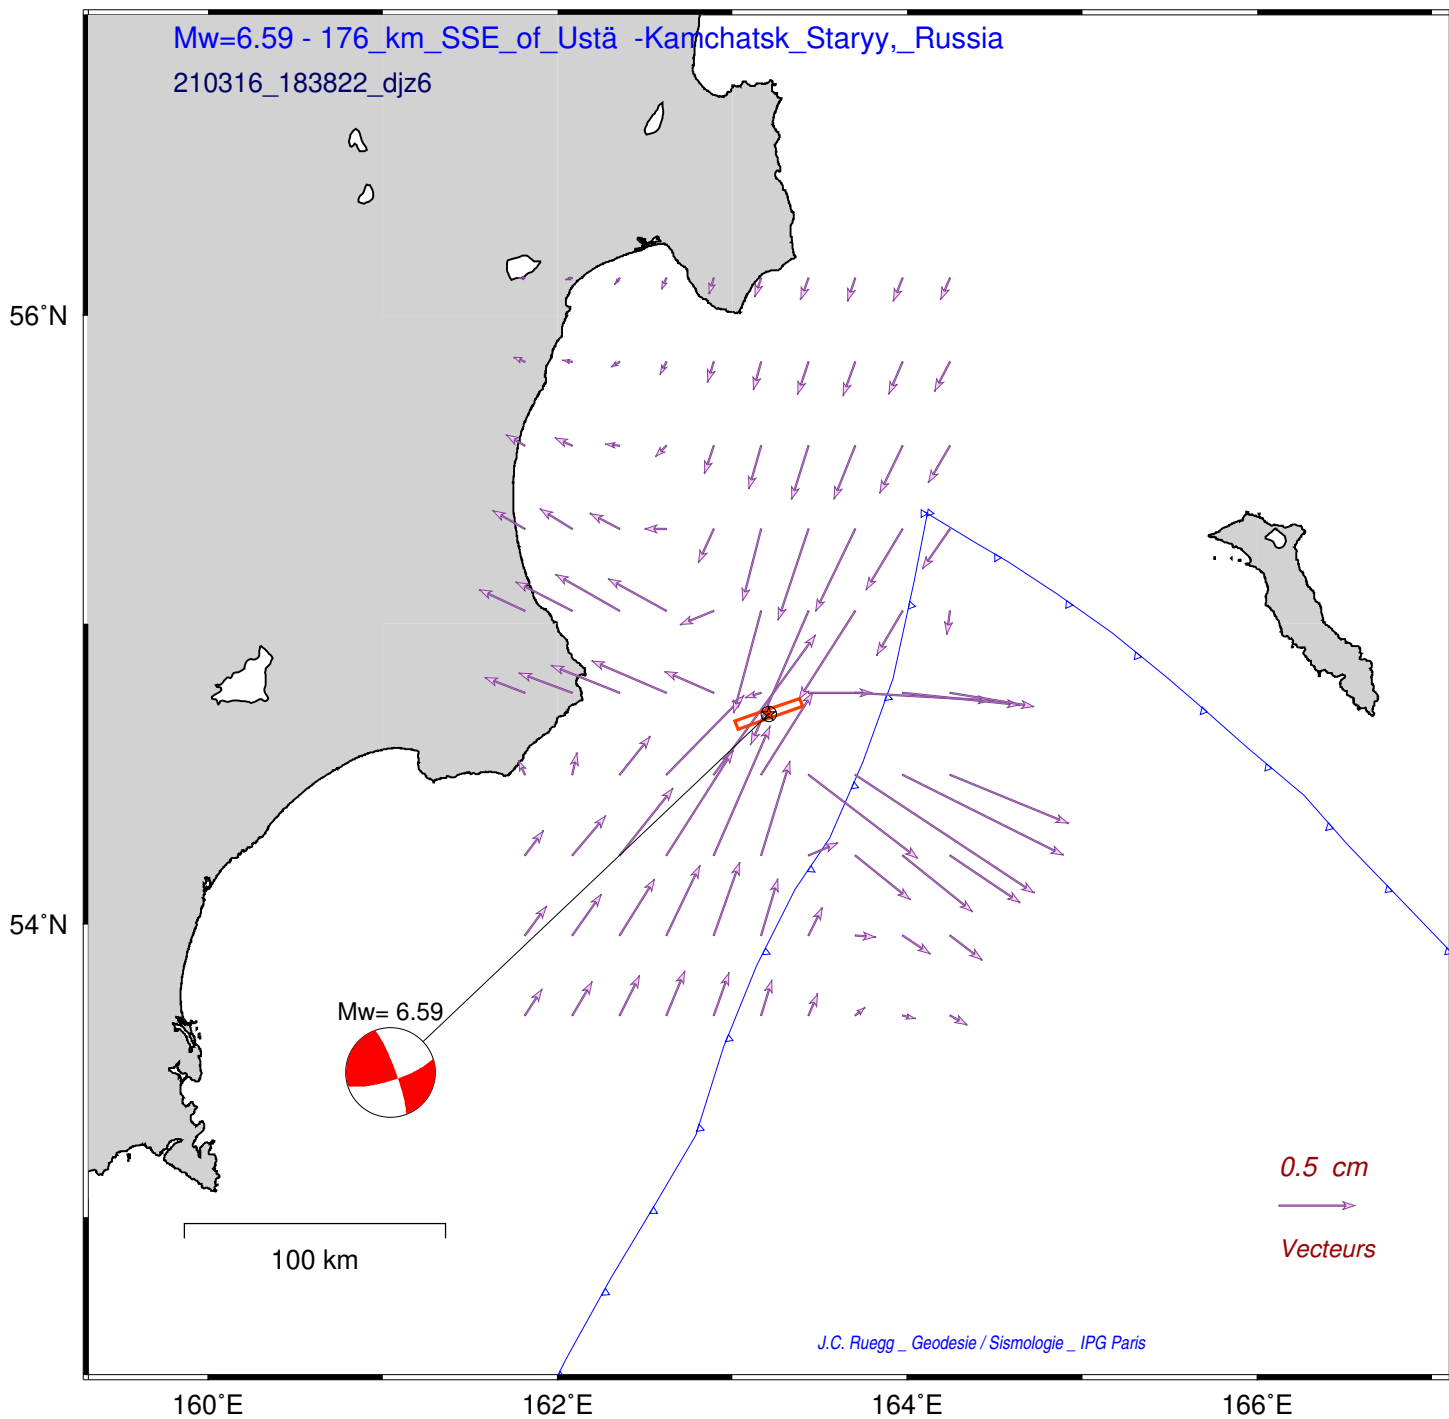 Mw=6.59 - 176_km_SSE_of_Ustä -Kamchatsk_Staryy,_Russia
210316_183822_djz6
56˚N
54˚N
Mw= 6.59
0.5 cm
100 km
Vecteurs
J.C. Ruegg _ Geodesie / Sismologie _ IPG Paris
160˚E 162˚E 164˚E 166˚E